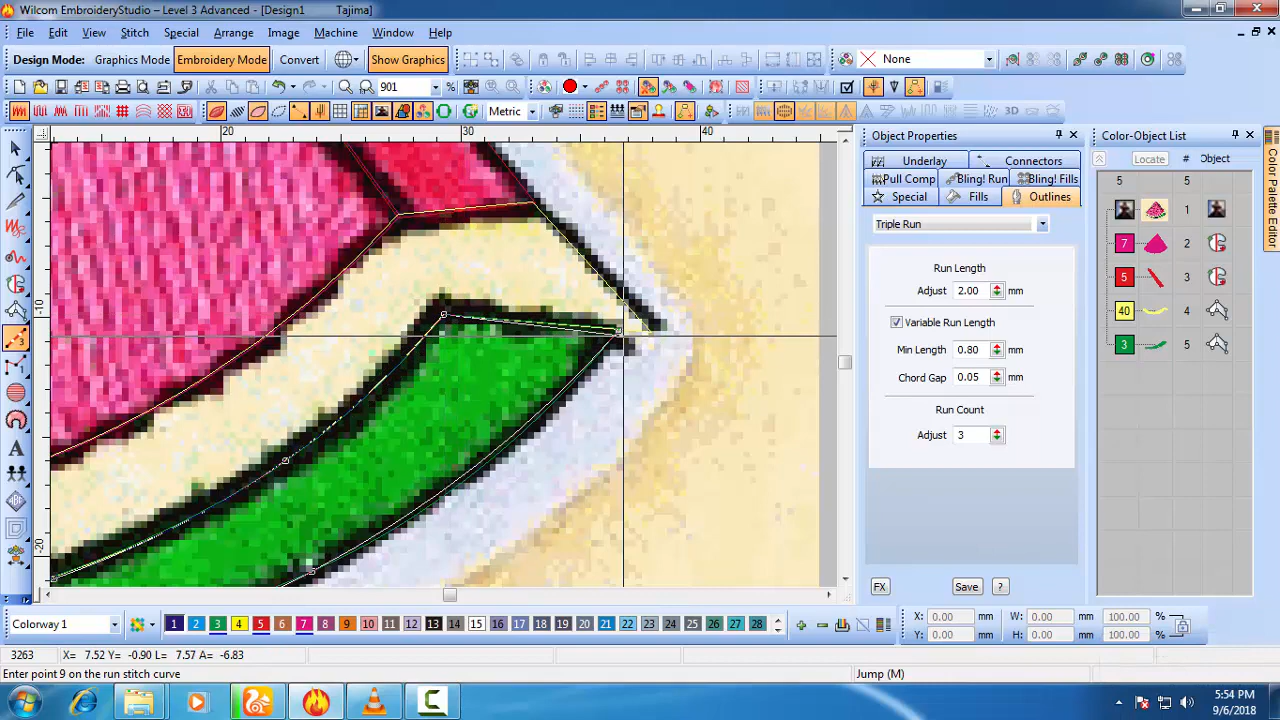 Wilcom EmbroideryStudio – Level 3 Advanced - [Design1 Tajima]
File Edit View Stitch Special Arrange Image Machine Window Help
Design Mode: Graphics Mode Embroidery Mode Convert Show Graphics None
901 %
Metric 3D
20 30 40
-10
-20
Object Properties
Underlay Connectors
Pull Comp Bling! Run Bling! Fills
Special Fills Outlines
Triple Run
Run Length
Adjust 2.00 mm
Variable Run Length
Min Length 0.80 mm
Chord Gap 0.05 mm
Run Count
Adjust 3
FX Save ?
Color-Object List
Locate # Object
5 5
1
7 2
5 3
40 4
3 5
Color Palette Editor
Colorway 1 1 2 3 4 5 6 7 8 9 10 11 12 13 14 15 16 17 18 19 20 21 22 23 24 25 26 27 28
X: 0.00 mm W: 0.00 mm 100.00 %
Y: 0.00 mm H: 0.00 mm 100.00 %
3263 X= 7.52 Y= -0.90 L= 7.57 A= -6.83
Enter point 9 on the run stitch curve Jump (M)
5:54 PM
9/6/2018